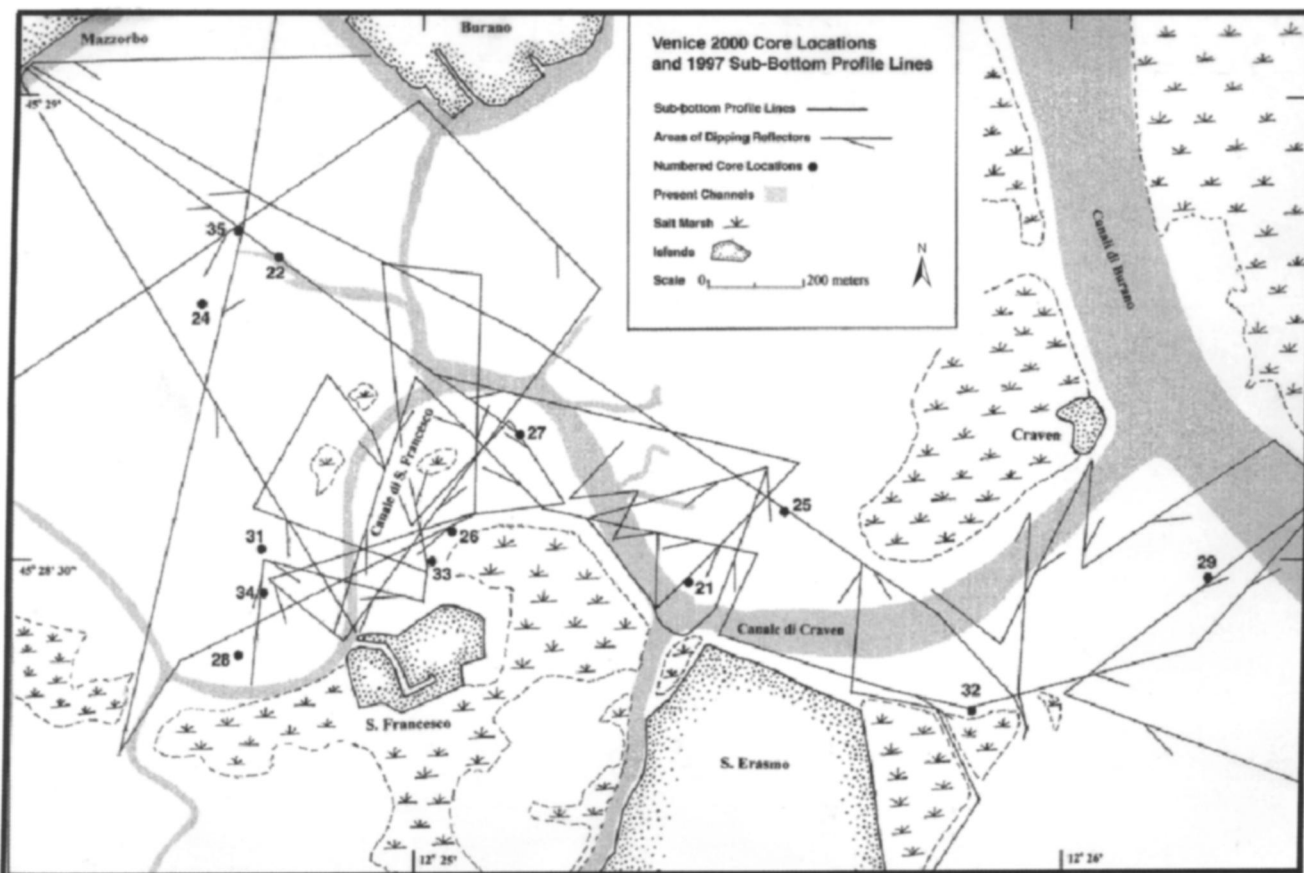 Mazzorbo
Burano
45° 29'
Venice 2000 Core Locations
and 1997 Sub-Bottom Profile Lines
Sub-bottom Profile Lines
Areas of Dipping Reflectors
Numbered Core Locations
Present Channels
Salt Marsh
Islands
Scale 0 200 meters
N
Canali di Burano
35
22
24
Canale di S. Francesco
27
Craven
25
31
26
45° 28' 30"
33
29
34
21
Canale di Craven
28
32
S. Francesco
S. Erasmo
12° 25'
12° 26'